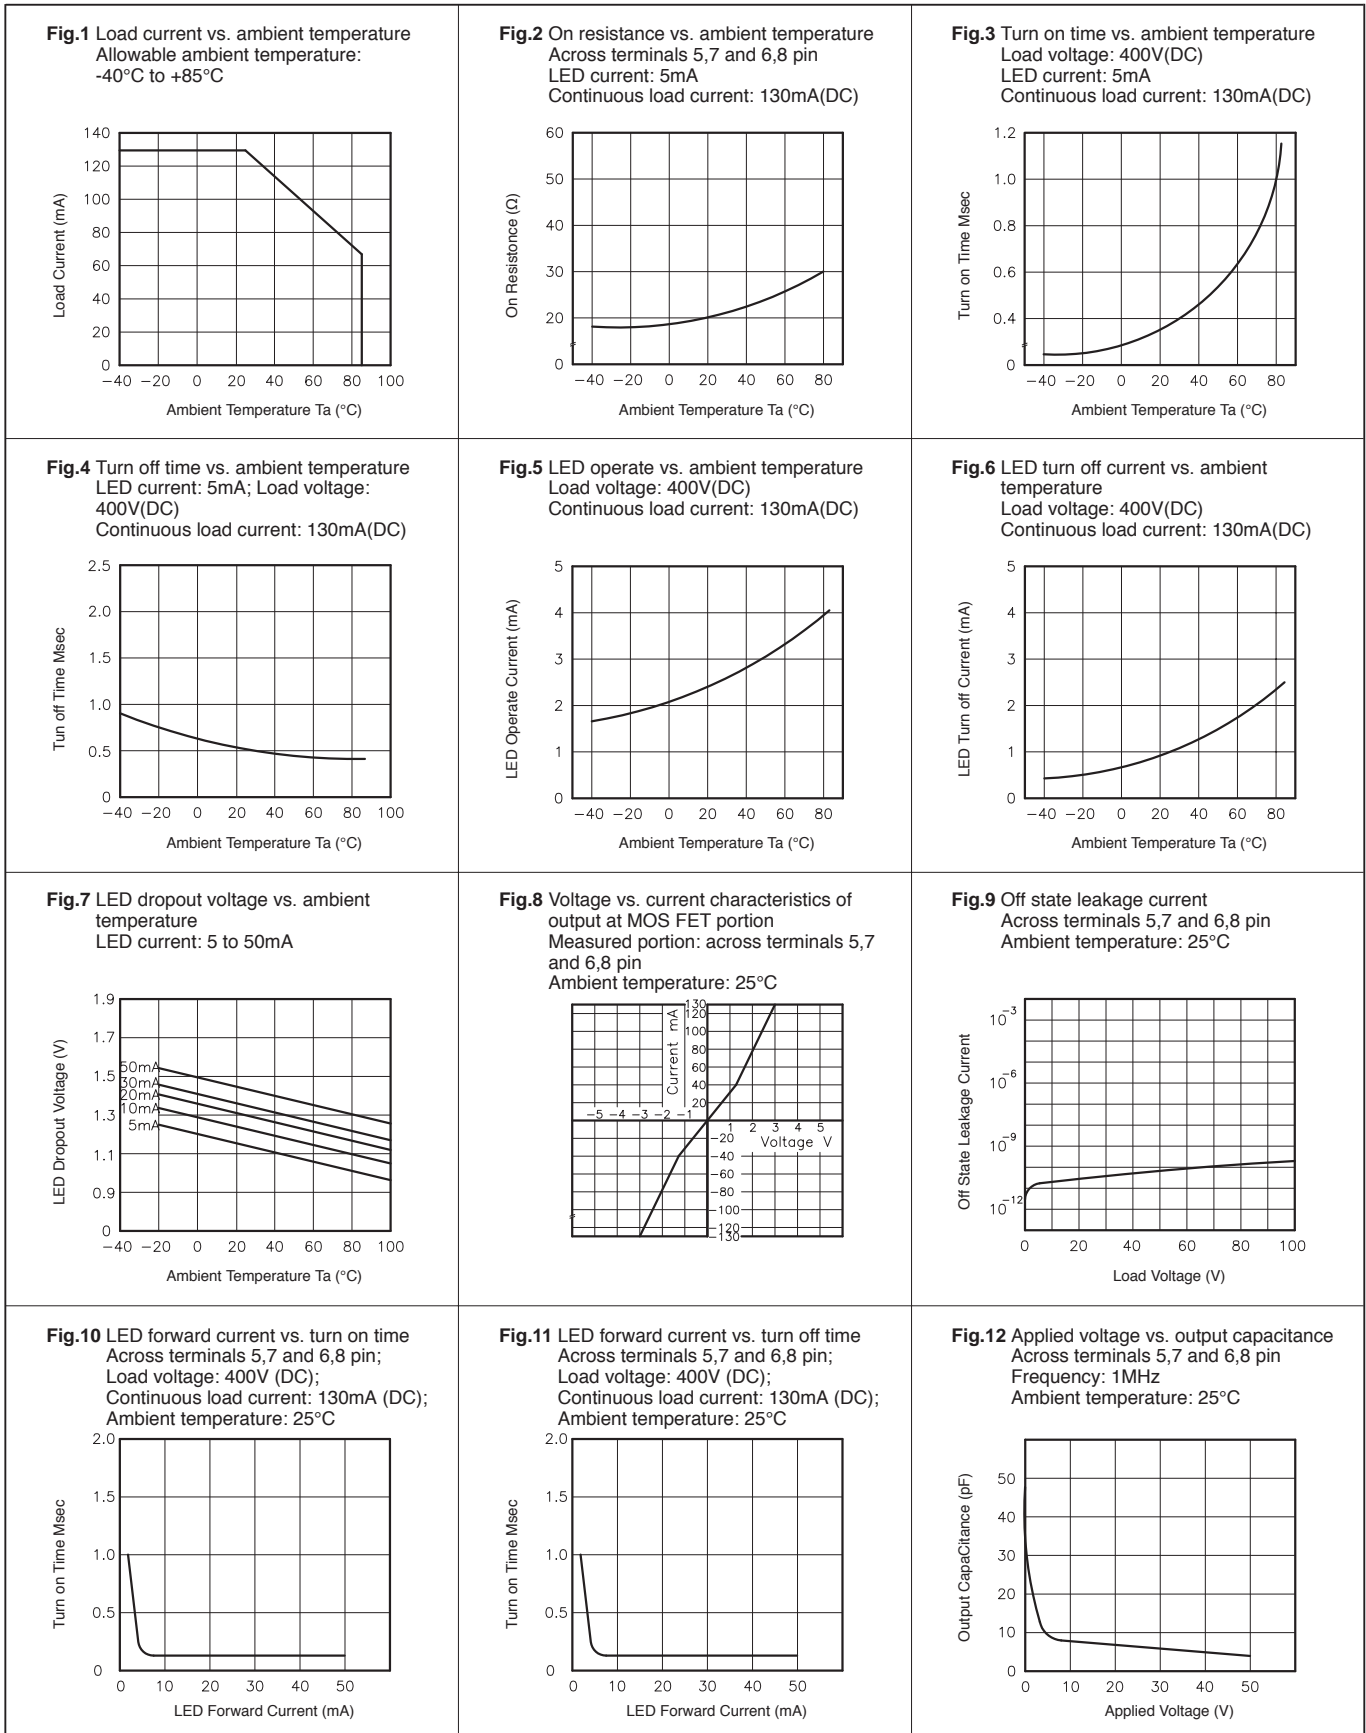 Fig.1 Load current vs. ambient temperature
Allowable ambient temperature:
-40°C to +85°C
140
120
100
80
60
40
20
0
−40 −20 0 20 40 60 80 100
Load Current (mA)
Ambient Temperature Ta (°C)
Fig.2 On resistance vs. ambient temperature
Across terminals 5,7 and 6,8 pin
LED current: 5mA
Continuous load current: 130mA(DC)
60
50
40
30
20
0
−40 −20 0 20 40 60 80
On Resistonce (Ω)
Ambient Temperature Ta (°C)
Fig.3 Turn on time vs. ambient temperature
Load voltage: 400V(DC)
LED current: 5mA
Continuous load current: 130mA(DC)
1.2
1.0
0.8
0.6
0.4
0
−40 −20 0 20 40 60 80
Turn on Time Msec
Ambient Temperature Ta (°C)
Fig.4 Turn off time vs. ambient temperature
LED current: 5mA; Load voltage:
400V(DC)
Continuous load current: 130mA(DC)
2.5
2.0
1.5
1.0
0.5
0
−40 −20 0 20 40 60 80 100
Tun off Time Msec
Ambient Temperature Ta (°C)
Fig.5 LED operate vs. ambient temperature
Load voltage: 400V(DC)
Continuous load current: 130mA(DC)
5
4
3
2
1
0
−40 −20 0 20 40 60 80
LED Operate Current (mA)
Ambient Temperature Ta (°C)
Fig.6 LED turn off current vs. ambient
temperature
Load voltage: 400V(DC)
Continuous load current: 130mA(DC)
5
4
3
2
1
0
−40 −20 0 20 40 60 80
LED Turn off Current (mA)
Ambient Temperature Ta (°C)
Fig.7 LED dropout voltage vs. ambient
temperature
LED current: 5 to 50mA
1.9
1.7
1.5
1.3
1.1
0.9
0
50mA
30mA
20mA
10mA
5mA
−40 −20 0 20 40 60 80 100
LED Dropout Voltage (V)
Ambient Temperature Ta (°C)
Fig.8 Voltage vs. current characteristics of
output at MOS FET portion
Measured portion: across terminals 5,7
and 6,8 pin
Ambient temperature: 25°C
130
120
100
80
60
40
20
Current mA
−5 −4 −3 −2 −1
1 2 3 4 5
Voltage V
−20
−40
−60
−80
−100
−120
−130
Fig.9 Off state leakage current
Across terminals 5,7 and 6,8 pin
Ambient temperature: 25°C
10−3
10−6
10−9
10−12
0 20 40 60 80 100
Off State Leakage Current
Load Voltage (V)
Fig.10 LED forward current vs. turn on time
Across terminals 5,7 and 6,8 pin;
Load voltage: 400V (DC);
Continuous load current: 130mA (DC);
Ambient temperature: 25°C
2.0
1.5
1.0
0.5
0
0 10 20 30 40 50
Turn on Time Msec
LED Forward Current (mA)
Fig.11 LED forward current vs. turn off time
Across terminals 5,7 and 6,8 pin;
Load voltage: 400V (DC);
Continuous load current: 130mA (DC);
Ambient temperature: 25°C
2.0
1.5
1.0
0.5
0
0 10 20 30 40 50
Turn on Time Msec
LED Forward Current (mA)
Fig.12 Applied voltage vs. output capacitance
Across terminals 5,7 and 6,8 pin
Frequency: 1MHz
Ambient temperature: 25°C
50
40
30
20
10
0
0 10 20 30 40 50
Output CapaCitance (pF)
Applied Voltage (V)